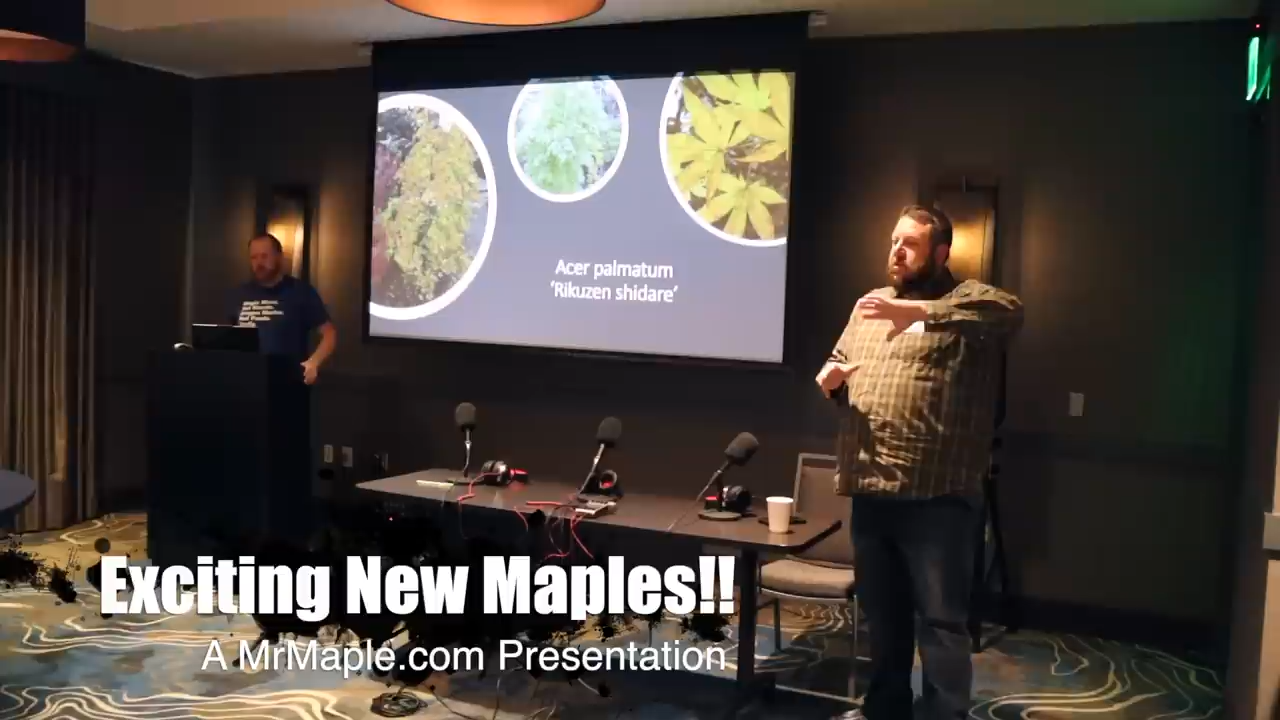 Acer palmatum
'Rikuzen shidare'
Exciting New Maples!!
A MrMaple.com Presentation